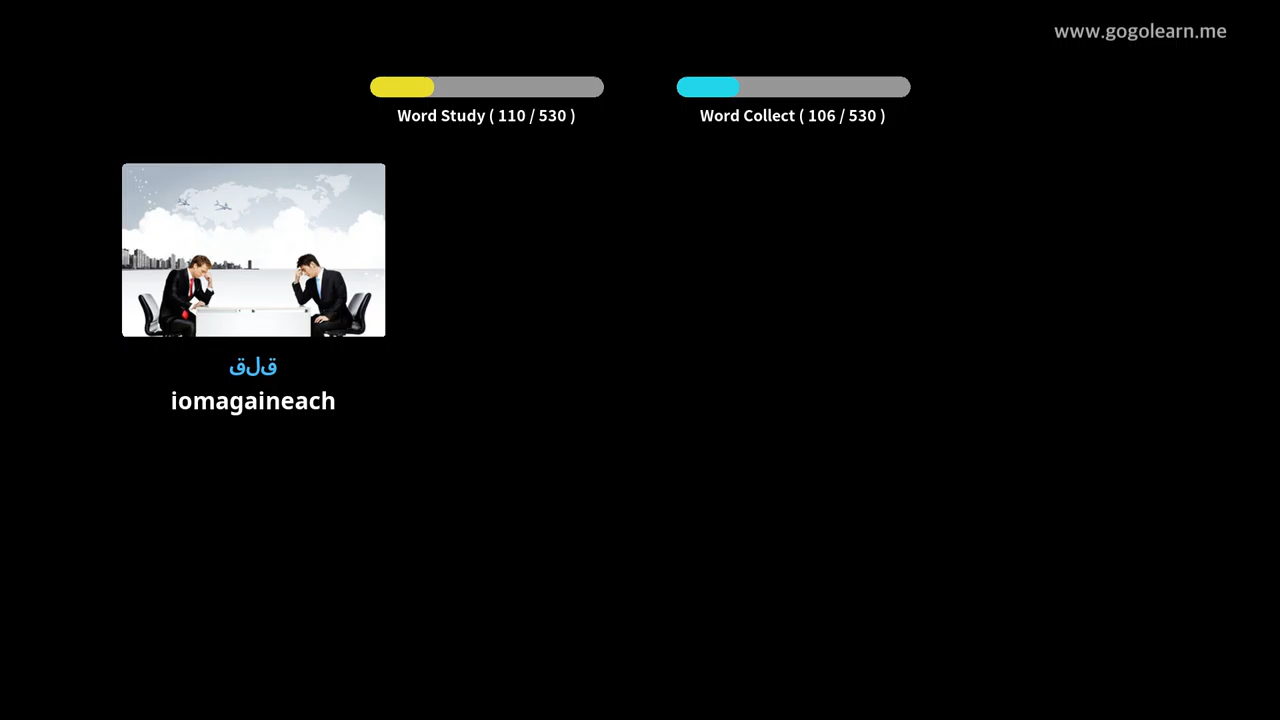 www.gogolearn.me
Word Study ( 110 / 530 )
Word Collect ( 106 / 530 )
قلق
iomagaineach